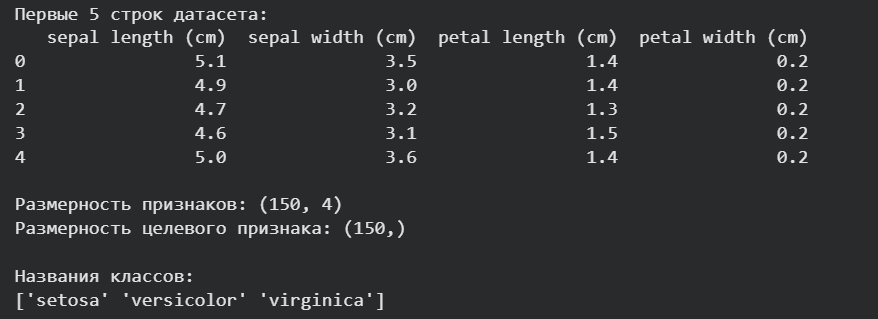 Первые 5 строк датасета:
   sepal length (cm)  sepal width (cm)  petal length (cm)  petal width (cm)
0                5.1               3.5                1.4               0.2
1                4.9               3.0                1.4               0.2
2                4.7               3.2                1.3               0.2
3                4.6               3.1                1.5               0.2
4                5.0               3.6                1.4               0.2
Размерность признаков: (150, 4)
Размерность целевого признака: (150,)
Названия классов:
['setosa' 'versicolor' 'virginica']